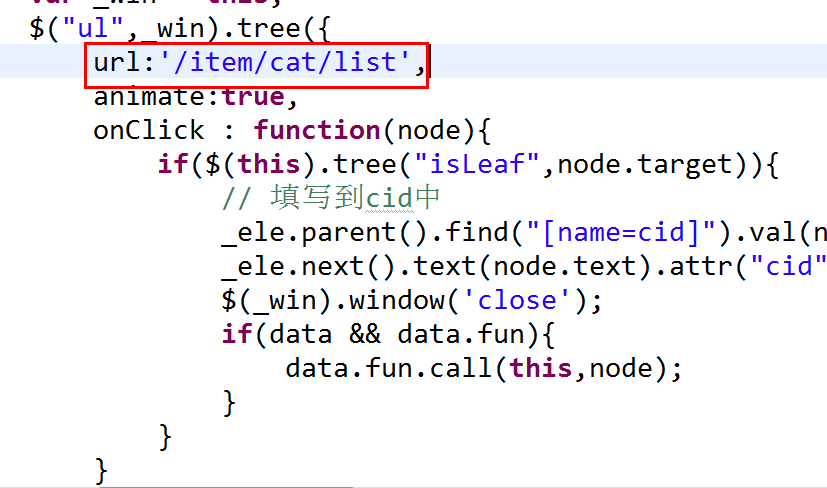 var _win = this;
$("ul",_win).tree({
url:'/item/cat/list',
animate:true,
onClick : function(node){
if($(this).tree("isLeaf",node.target)){
// 填写到cid中
_ele.parent().find("[name=cid]").val(n
_ele.next().text(node.text).attr("cid"
$(_win).window('close');
if(data && data.fun){
data.fun.call(this,node);
}
}
}